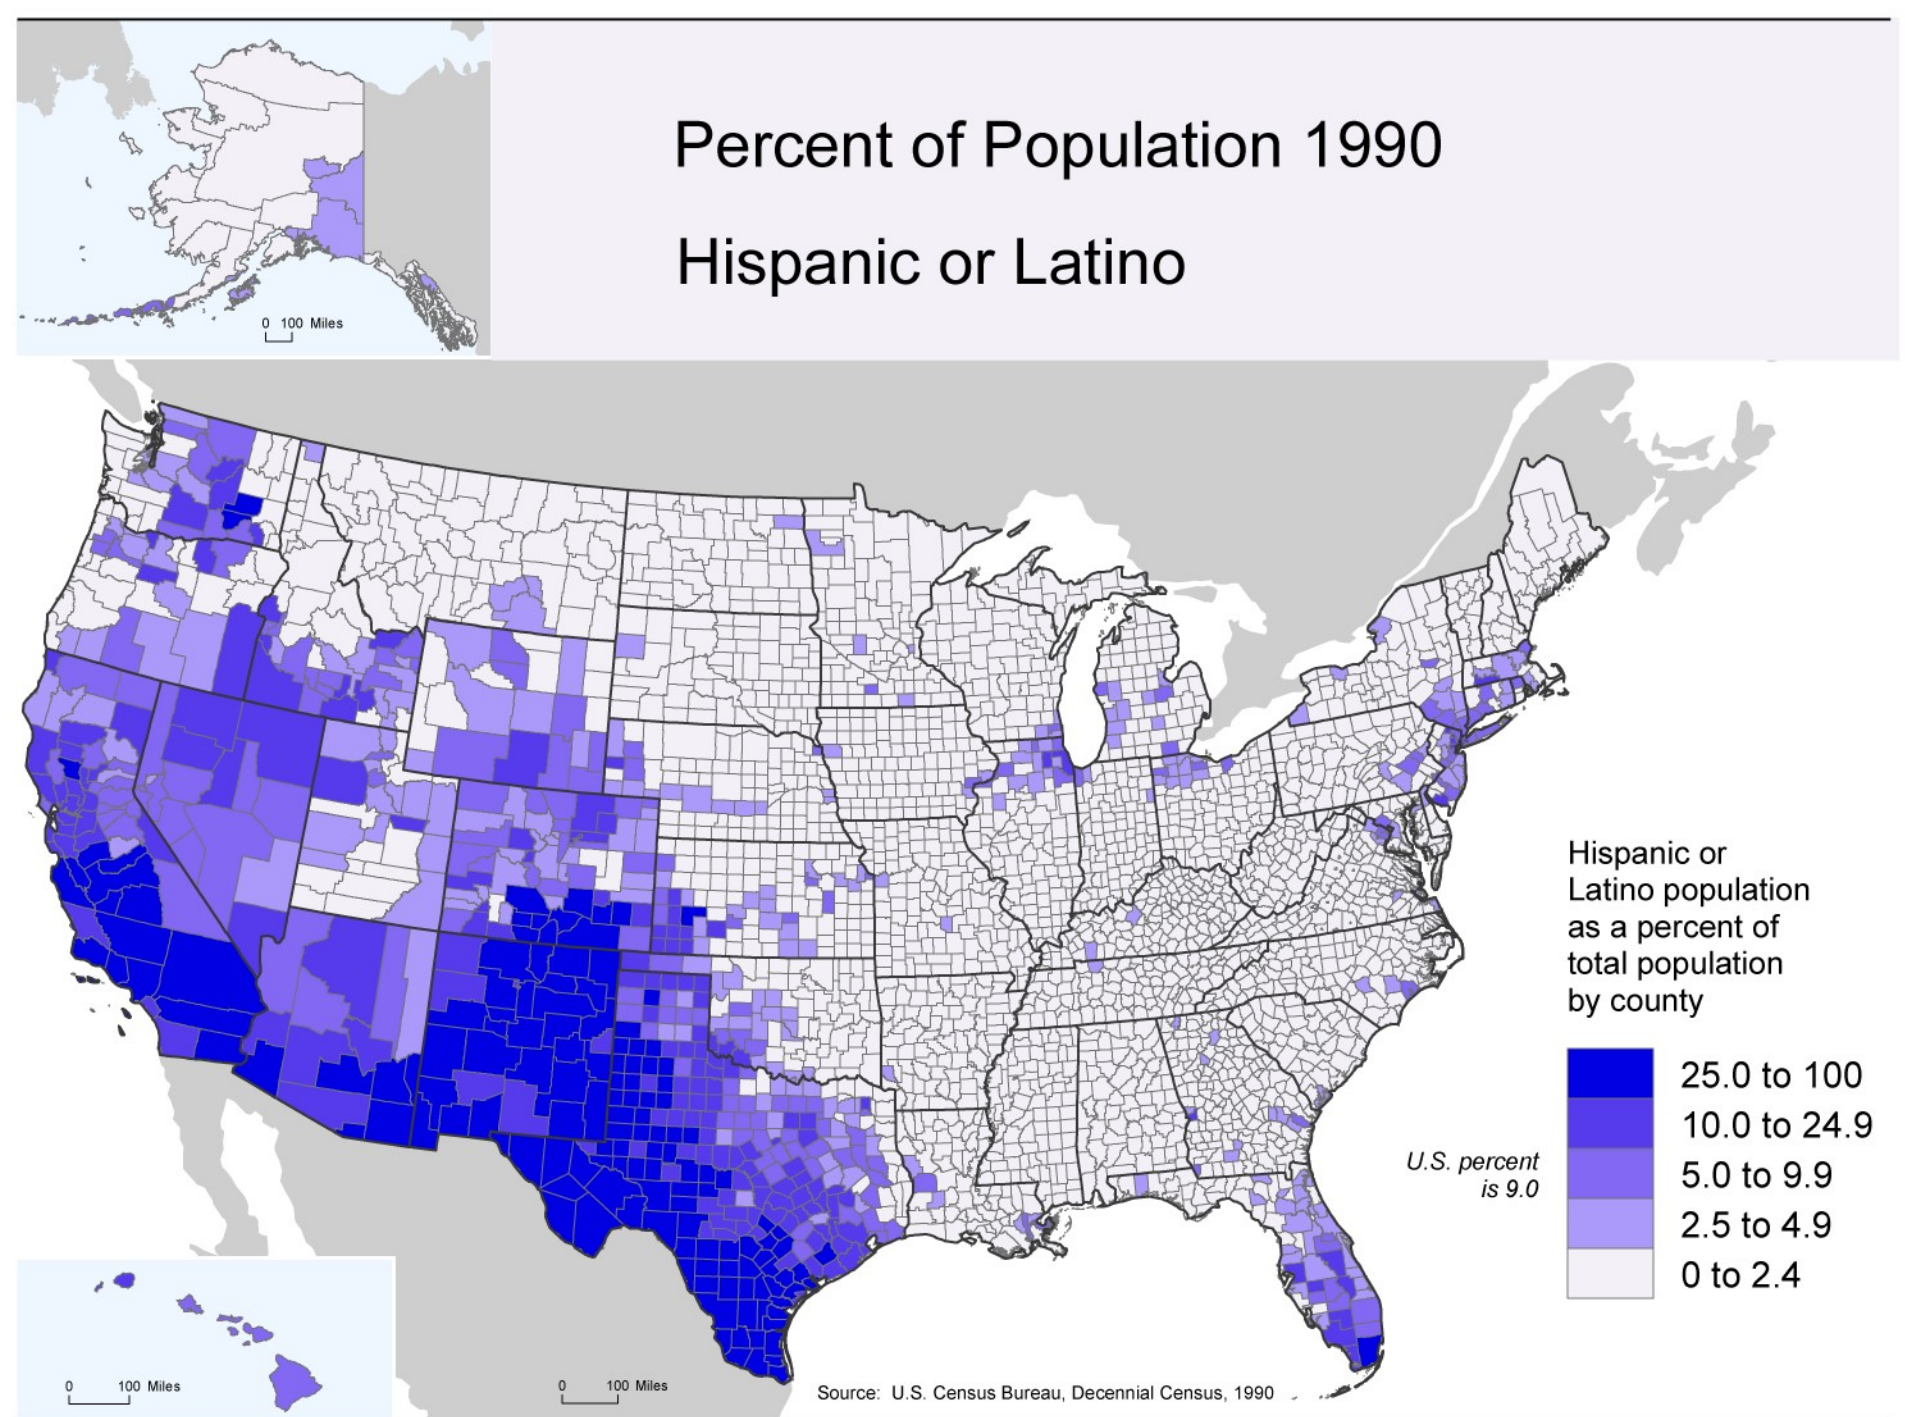 Percent of Population 1990
Hispanic or Latino
0 100 Miles
Hispanic or
Latino population
as a percent of
total population
by county
25.0 to 100
10.0 to 24.9
5.0 to 9.9
2.5 to 4.9
0 to 2.4
U.S. percent
is 9.0
0 100 Miles
0 100 Miles
Source: U.S. Census Bureau, Decennial Census, 1990